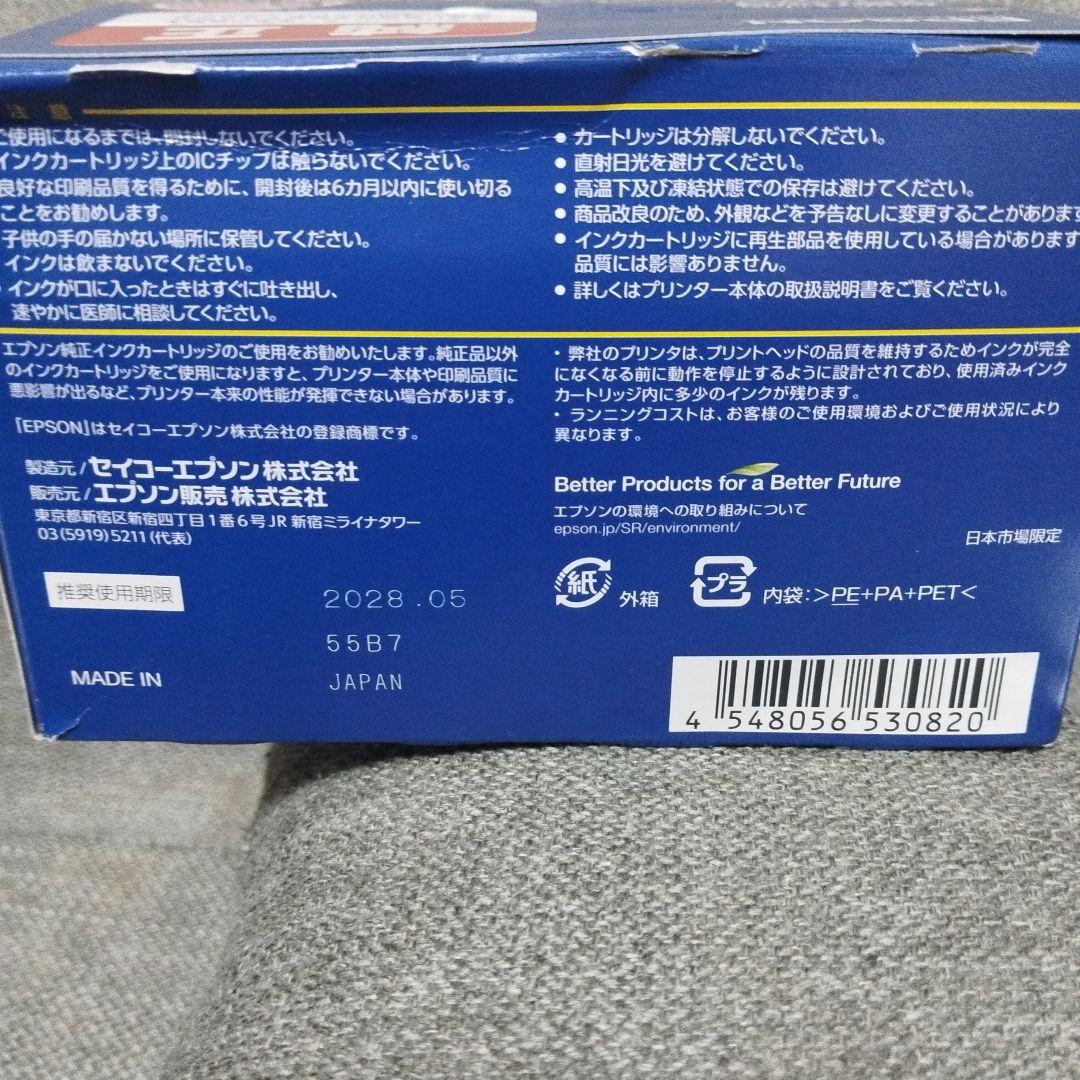 純正
注意
ご使用になるまでは、開封しないでください。
インクカートリッジ上のICチップは触らないでください。
良好な印刷品質を得るために、開封後は6カ月以内に使い切る
ことをお勧めします。
子供の手の届かない場所に保管してください。
インクは飲まないでください。
インクが口に入ったときはすぐに吐き出し、
速やかに医師に相談してください。
● カートリッジは分解しないでください。
● 直射日光を避けてください。
● 高温下及び凍結状態での保存は避けてください。
● 商品改良のため、外観などを予告なしに変更することがあります
● インクカートリッジに再生部品を使用している場合があります
品質には影響ありません。
● 詳しくはプリンター本体の取扱説明書をご覧ください。
エプソン純正インクカートリッジのご使用をお勧めいたします。純正品以外
のインクカートリッジをご使用になりますと、プリンター本体や印刷品質に
悪影響が出るなど、プリンター本来の性能が発揮できない場合があります。
「EPSON」はセイコーエプソン株式会社の登録商標です。
製造元/セイコーエプソン株式会社
販売元/エプソン販売株式会社
東京都新宿区新宿四丁目1番6号 JR新宿ミライナタワー
03(5919)5211(代表)
・弊社のプリンタは、プリントヘッドの品質を維持するためインクが完全
になくなる前に動作を停止するように設計されており、使用済みインク
カートリッジ内に多少のインクが残ります。
・ランニングコストは、お客様のご使用環境およびご使用状況により
異なります。
Better Products for a Better Future
エプソンの環境への取り組みについて
epson.jp/SR/environment/
日本市場限定
紙 外箱 プラ 内袋:>PE+PA+PET<
推奨使用期限 2028.05
55B7
MADE IN JAPAN
4 548056 530820